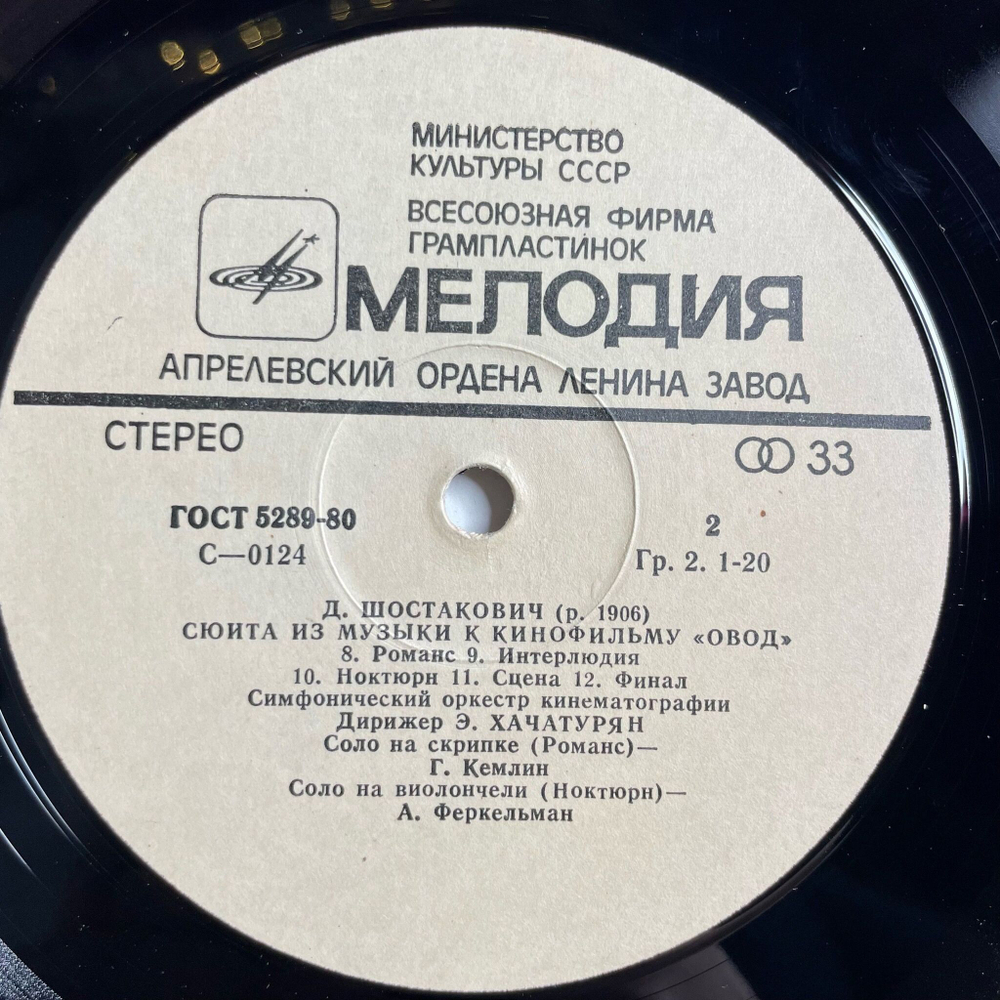 МИНИСТЕРСТВО
КУЛЬТУРЫ СССР
ВСЕСОЮЗНАЯ ФИРМА
ГРАМПЛАСТИНОК
МЕЛОДИЯ
АПРЕЛЕВСКИЙ ОРДЕНА ЛЕНИНА ЗАВОД
СТЕРЕО
33
ГОСТ 5289-80
2
С—0124
Гр. 2. 1-20
Д. ШОСТАКОВИЧ (р. 1906)
СЮИТА ИЗ МУЗЫКИ К КИНОФИЛЬМУ «ОВОД»
8. Романс 9. Интерлюдия
10. Ноктюрн 11. Сцена 12. Финал
Симфонический оркестр кинематографии
Дирижер Э. ХАЧАТУРЯН
Соло на скрипке (Романс)—
Г. Кемлин
Соло на виолончели (Ноктюрн)—
А. Феркельман